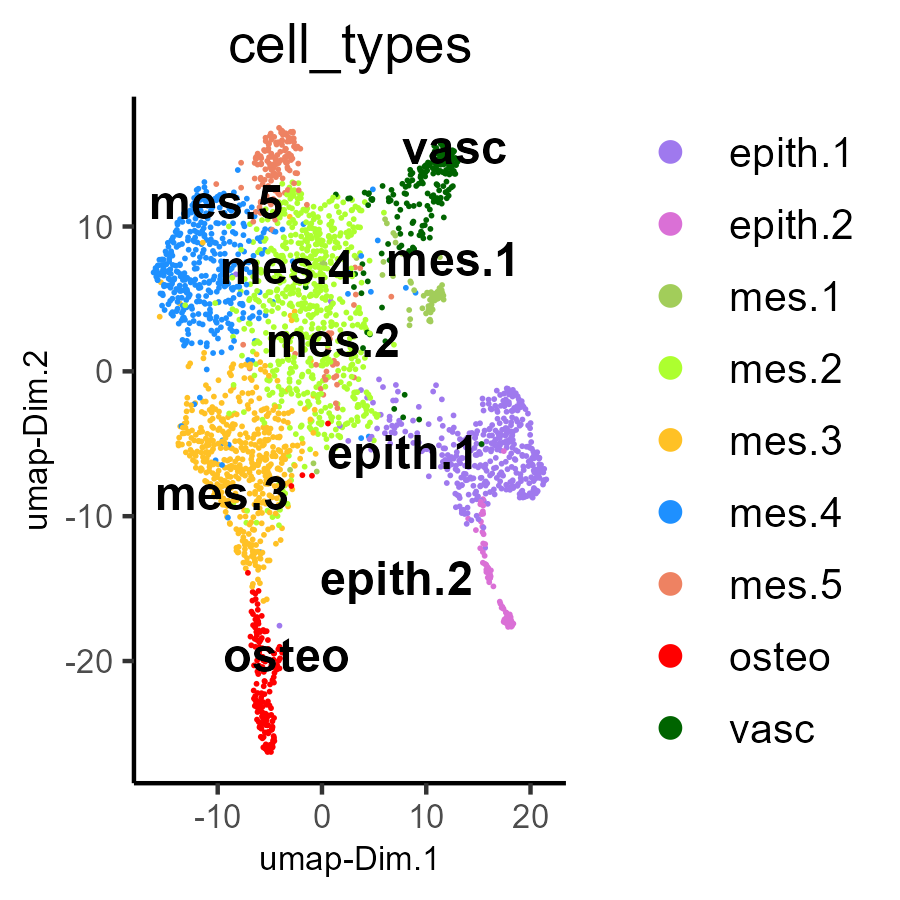 cell_types
vasc
mes.5
mes.4
mes.1
mes.2
epith.1
mes.3
epith.2
osteo
10
0
-10
-20
umap-Dim.2
-10
0
10
20
umap-Dim.1
epith.1
epith.2
mes.1
mes.2
mes.3
mes.4
mes.5
osteo
vasc